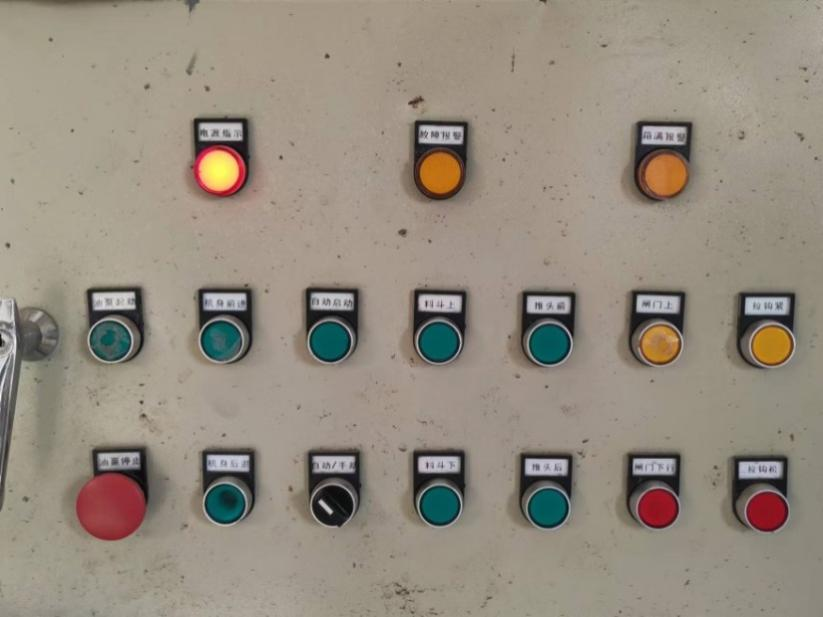 电源指示
故障报警
箱满报警
油泵起动
机身前进
自动启动
料斗上
推头前
闸门上
拉钩紧
油泵停止
机身后退
自动/手动
料斗下
推头后
闸门下行
拉钩松